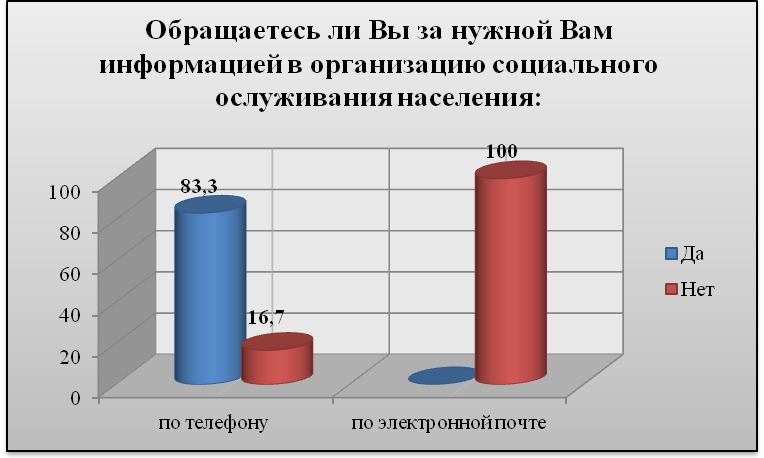 Обращаетесь ли Вы за нужной Вам
информацией в организацию социального
ослуживания населения:
100
83,3
100
80
60
40
20
0
16,7
Да
Нет
по телефону
по электронной почте